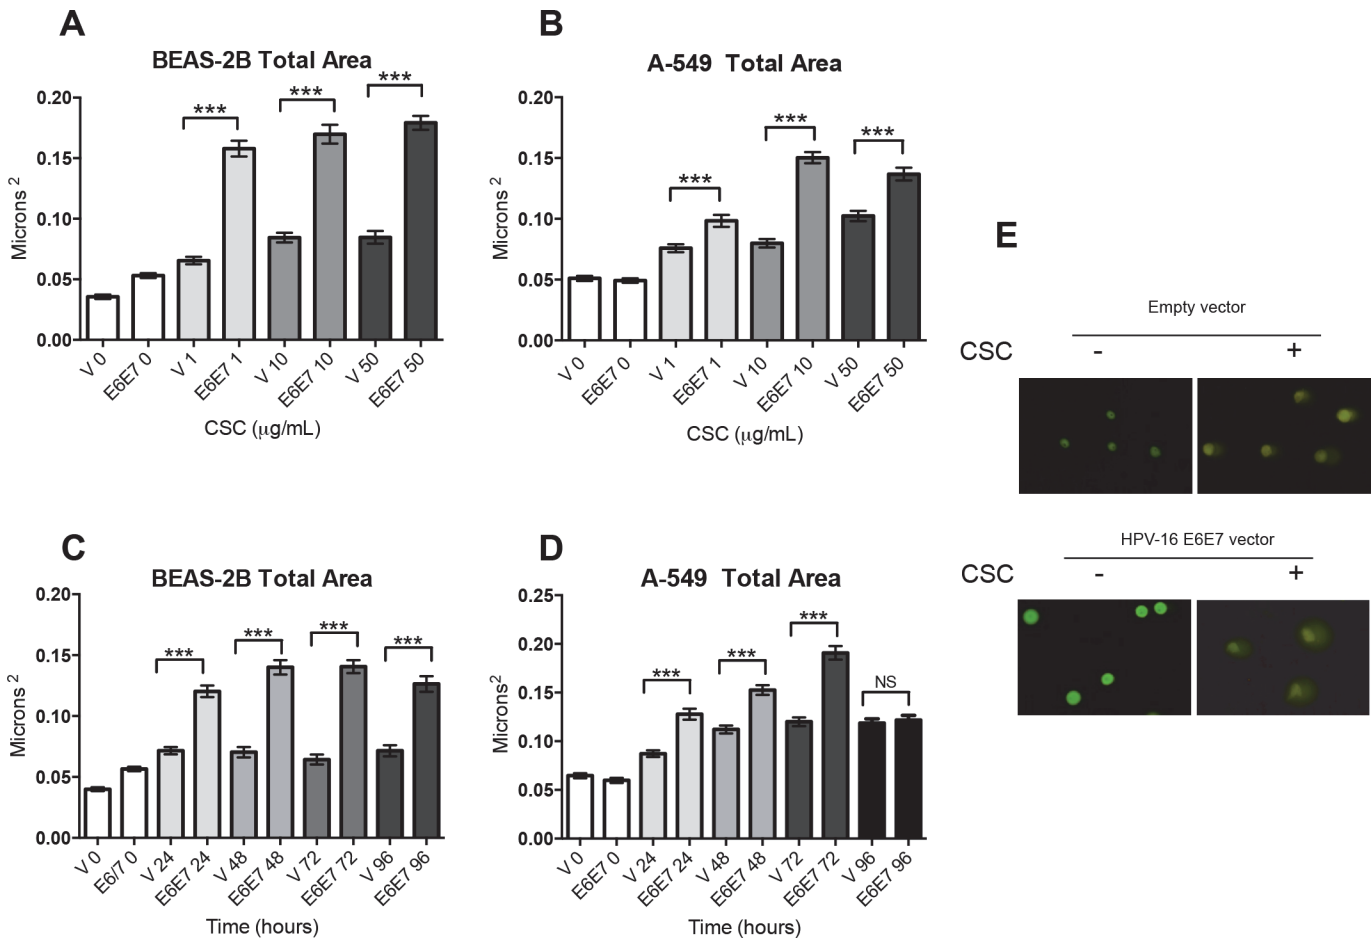 A
BEAS-2B Total Area
Microns 2
0.20
0.15
0.10
0.05
0.00
***
***
***
V 0
E6E7 0
V 1
E6E7 1
V 10
E6E7 10
V 50
E6E7 50
CSC (μg/mL)
B
A-549 Total Area
Microns 2
0.20
0.15
0.10
0.05
0.00
***
***
***
V 0
E6E7 0
V 1
E6E7 1
V 10
E6E7 10
V 50
E6E7 50
CSC (μg/mL)
C
BEAS-2B Total Area
Microns 2
0.20
0.15
0.10
0.05
0.00
***
***
***
***
V 0
E6/7 0
V 24
E6E7 24
V 48
E6E7 48
V 72
E6E7 72
V 96
E6E7 96
Time (hours)
D
A-549 Total Area
Microns2
0.25
0.20
0.15
0.10
0.05
0.00
***
***
***
NS
V 0
E6E7 0
V 24
E6E7 24
V 48
E6E7 48
V 72
E6E7 72
V 96
E6E7 96
Time (hours)
E
Empty vector
CSC - +
HPV-16 E6E7 vector
CSC - +